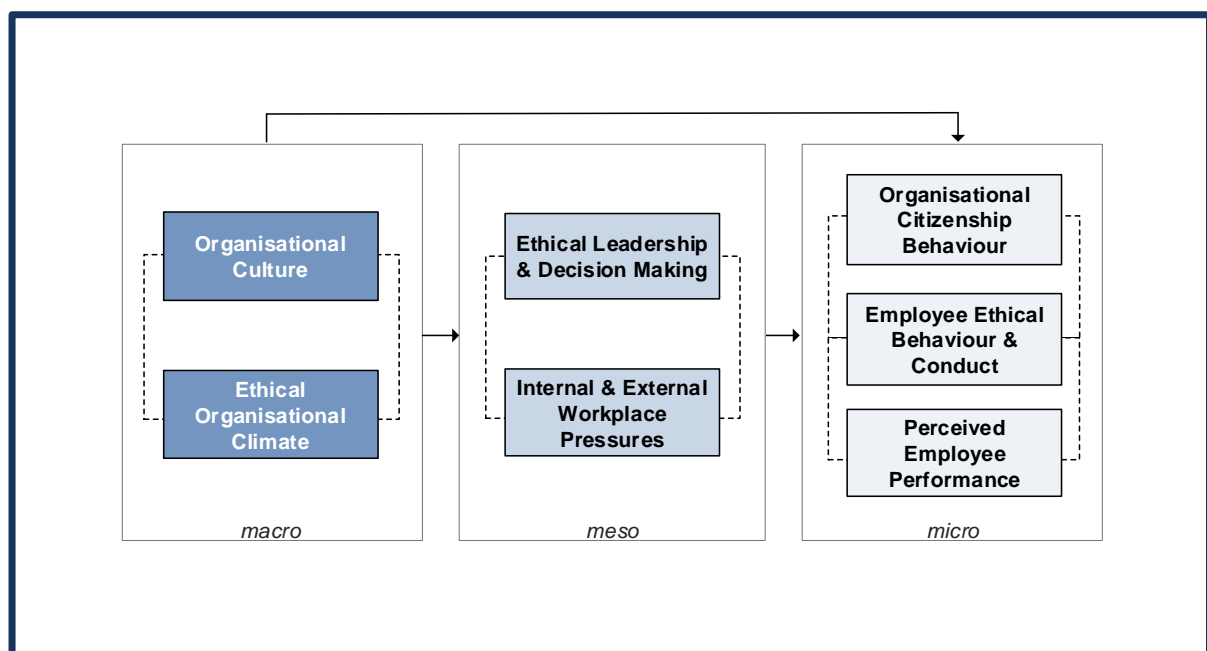 Organisational
Culture
Ethical
Organisational
Climate
macro
Ethical Leadership
& Decision Making
Internal & External
Workplace
Pressures
meso
Organisational
Citizenship
Behaviour
Employee Ethical
Behaviour &
Conduct
Perceived
Employee
Performance
micro